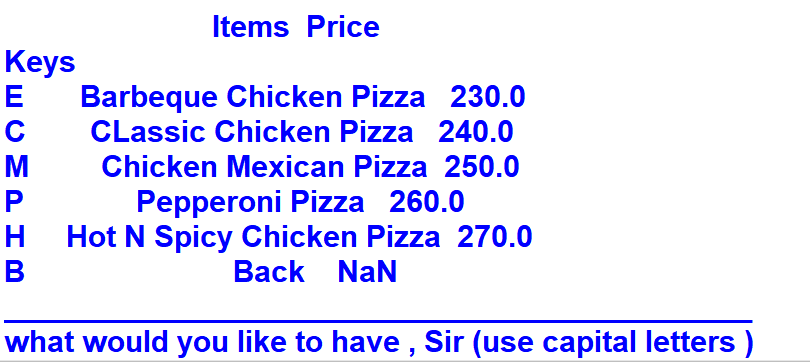 Items Price
Keys
E Barbeque Chicken Pizza 230.0
C CLassic Chicken Pizza 240.0
M Chicken Mexican Pizza 250.0
P Pepperoni Pizza 260.0
H Hot N Spicy Chicken Pizza 270.0
B Back NaN
what would you like to have , Sir (use capital letters )